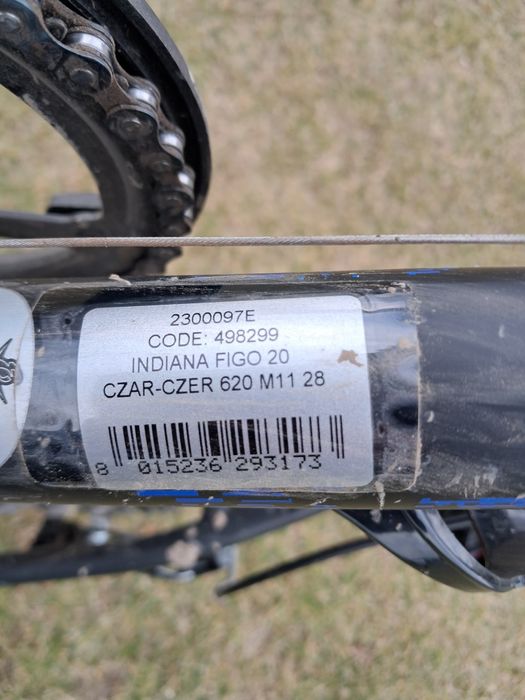 2300097E
CODE: 498299
INDIANA FIGO 20
CZAR-CZER 620 M11 28
8 015236 293173